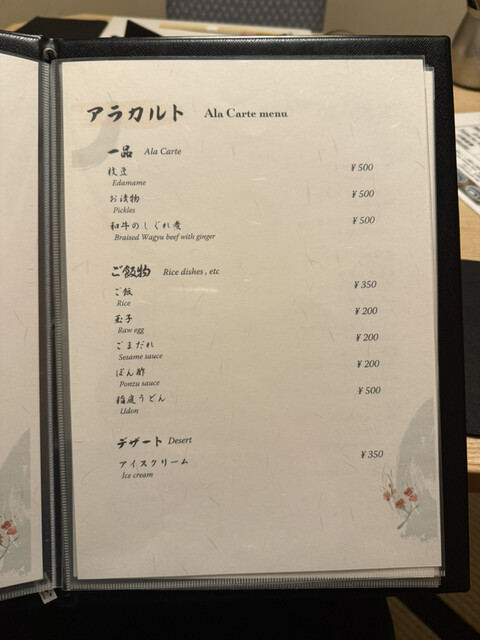 アラカルト Ala Carte menu
一品 Ala Carte
枝豆 ¥500
Edamame
お漬物 ¥500
Pickles
和牛のしぐれ煮 ¥500
Braised Wagyu beef with ginger
ご飯物 Rice dishes , etc
ご飯 ¥350
Rice
玉子 ¥200
Raw egg
ごまだれ ¥200
Sesame sauce
ぽん酢 ¥200
Ponzu sauce
稲庭うどん ¥500
Udon
デザート Desert
アイスクリーム ¥350
Ice cream